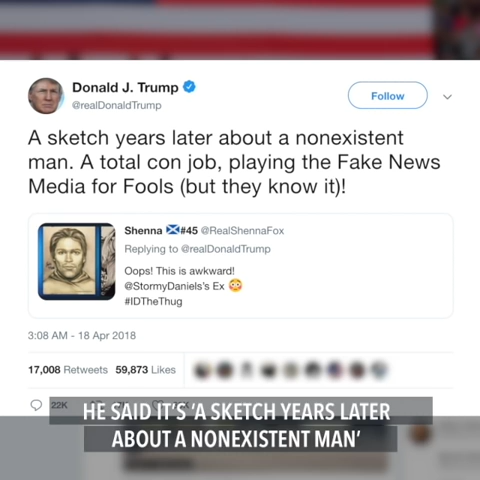 Donald J. Trump
@realDonaldTrump
Follow
A sketch years later about a nonexistent
man. A total con job, playing the Fake News
Media for Fools (but they know it)!
Shenna #45 @RealShennaFox
Replying to @realDonaldTrump
Oops! This is awkward!
@StormyDaniels's Ex 😳
#IDTheThug
3:08 AM - 18 Apr 2018
17,008 Retweets 59,873 Likes
22K
HE SAID IT'S 'A SKETCH YEARS LATER
ABOUT A NONEXISTENT MAN'